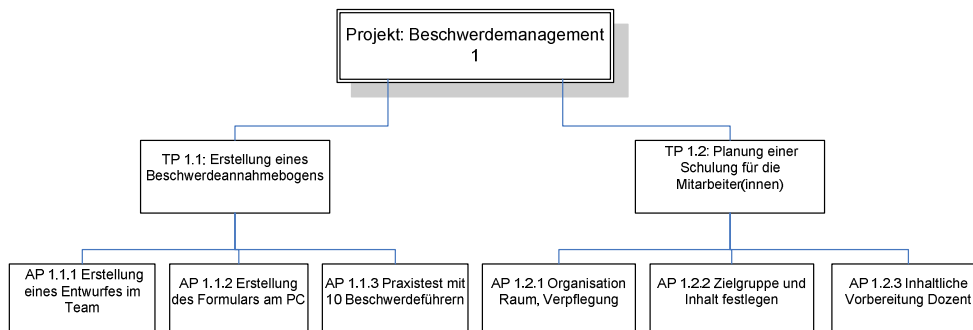 Projekt: Beschwerdemanagement
1
TP 1.1: Erstellung eines
Beschwerdeannahmebogens
TP 1.2: Planung einer
Schulung für die
Mitarbeiter(innen)
AP 1.1.1 Erstellung
eines Entwurfes im
Team
AP 1.1.2 Erstellung
des Formulars am PC
AP 1.1.3 Praxistest mit
10 Beschwerdeführern
AP 1.2.1 Organisation
Raum, Verpflegung
AP 1.2.2 Zielgruppe und
Inhalt festlegen
AP 1.2.3 Inhaltliche
Vorbereitung Dozent